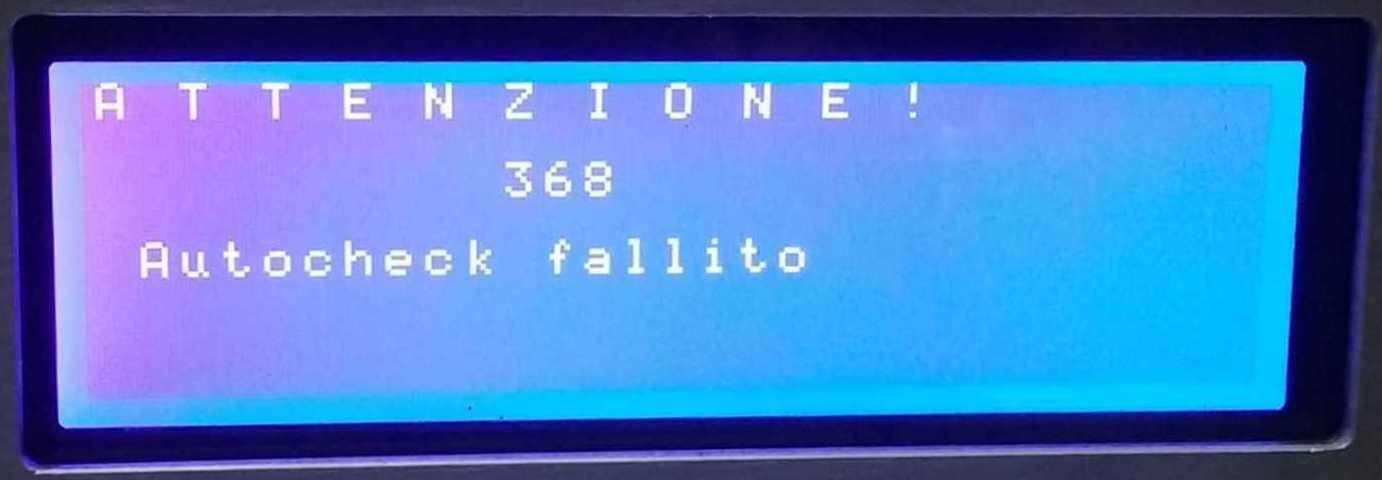 A T T E N Z I O N E !
368
Autocheck fallito